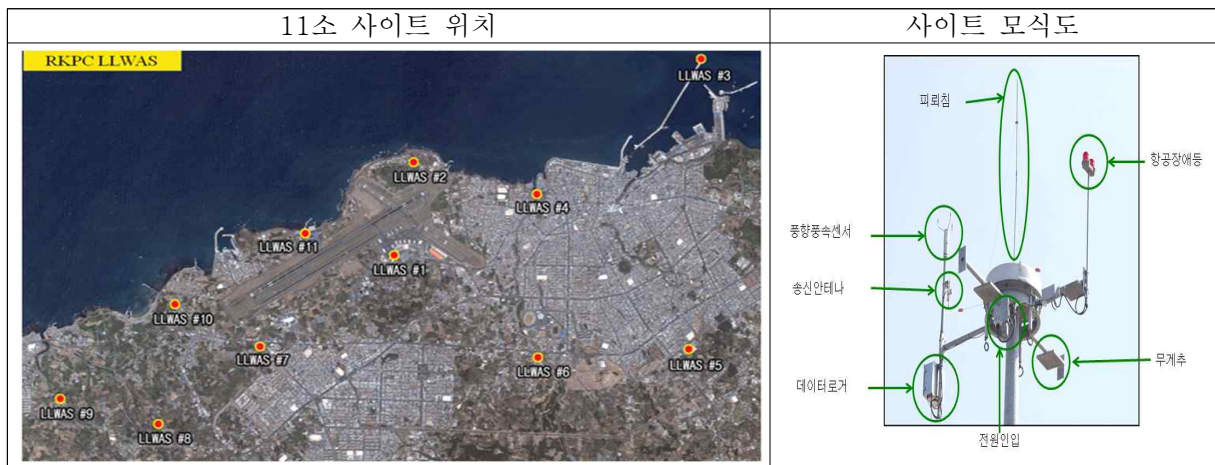 11소 사이트 위치
사이트 모식도
RKPC LLWAS
LLWAS #3
LLWAS #2
LLWAS #4
LLWAS #11
LLWAS #1
LLWAS #10
LLWAS #7
LLWAS #6
LLWAS #5
LLWAS #9
LLWAS #8
피뢰침
항공장애등
풍향풍속센서
송신안테나
무게추
데이터로거
전원인입